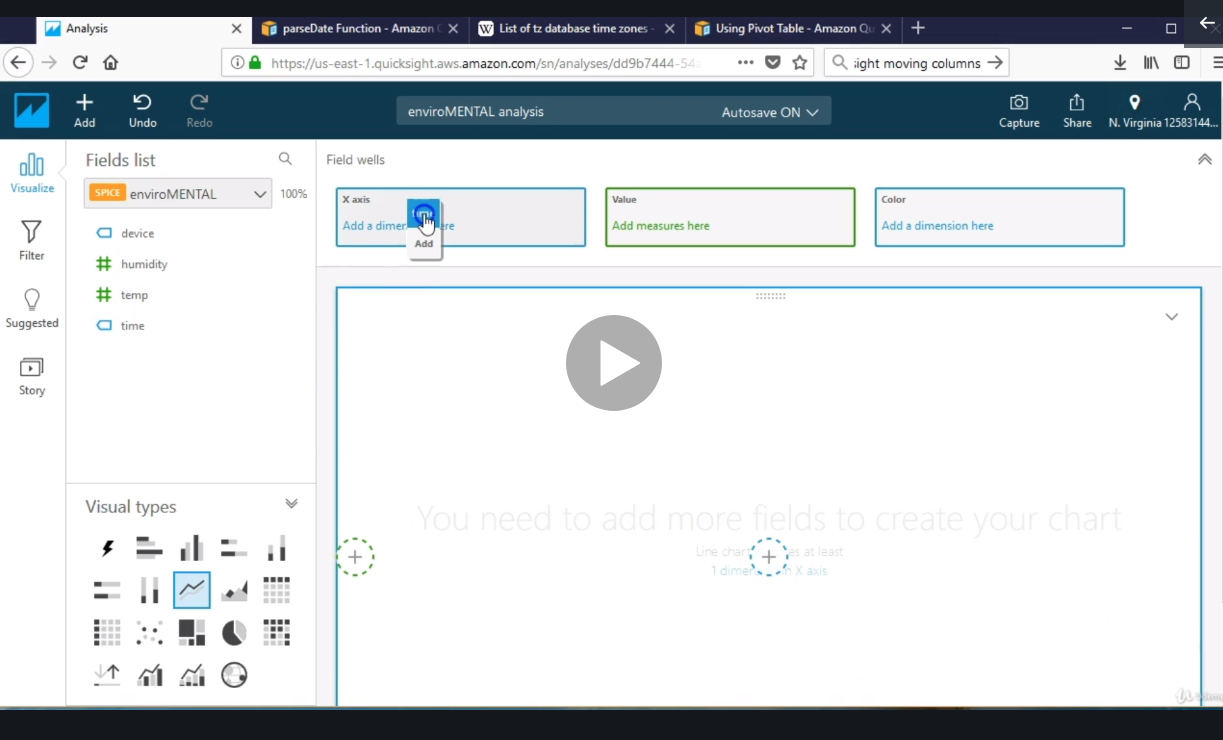 Analysis
parseDate Function - Amazon
List of tz database time zones -
Using Pivot Table - Amazon Qu
https://us-east-1.quicksight.aws.amazon.com/sn/analyses/dd9b7444-54
sight moving columns
Add
Undo
Redo
enviroMENTAL analysis
Autosave ON
Capture
Share
N. Virginia
12583144...
Visualize
Filter
Suggested
Story
Fields list
SPICE
enviroMENTAL
100%
device
humidity
temp
time
Field wells
X axis
Add a dimen
ere
Add
Value
Add measures here
Color
Add a dimension here
You need to add more fields to create your chart
Line char
es at least
1 dimen
n X axis
Visual types